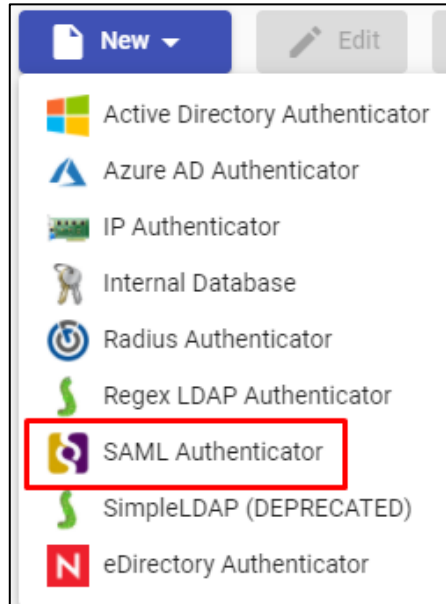 New
Edit
Active Directory Authenticator
Azure AD Authenticator
IP Authenticator
Internal Database
Radius Authenticator
Regex LDAP Authenticator
SAML Authenticator
SimpleLDAP (DEPRECATED)
N eDirectory Authenticator